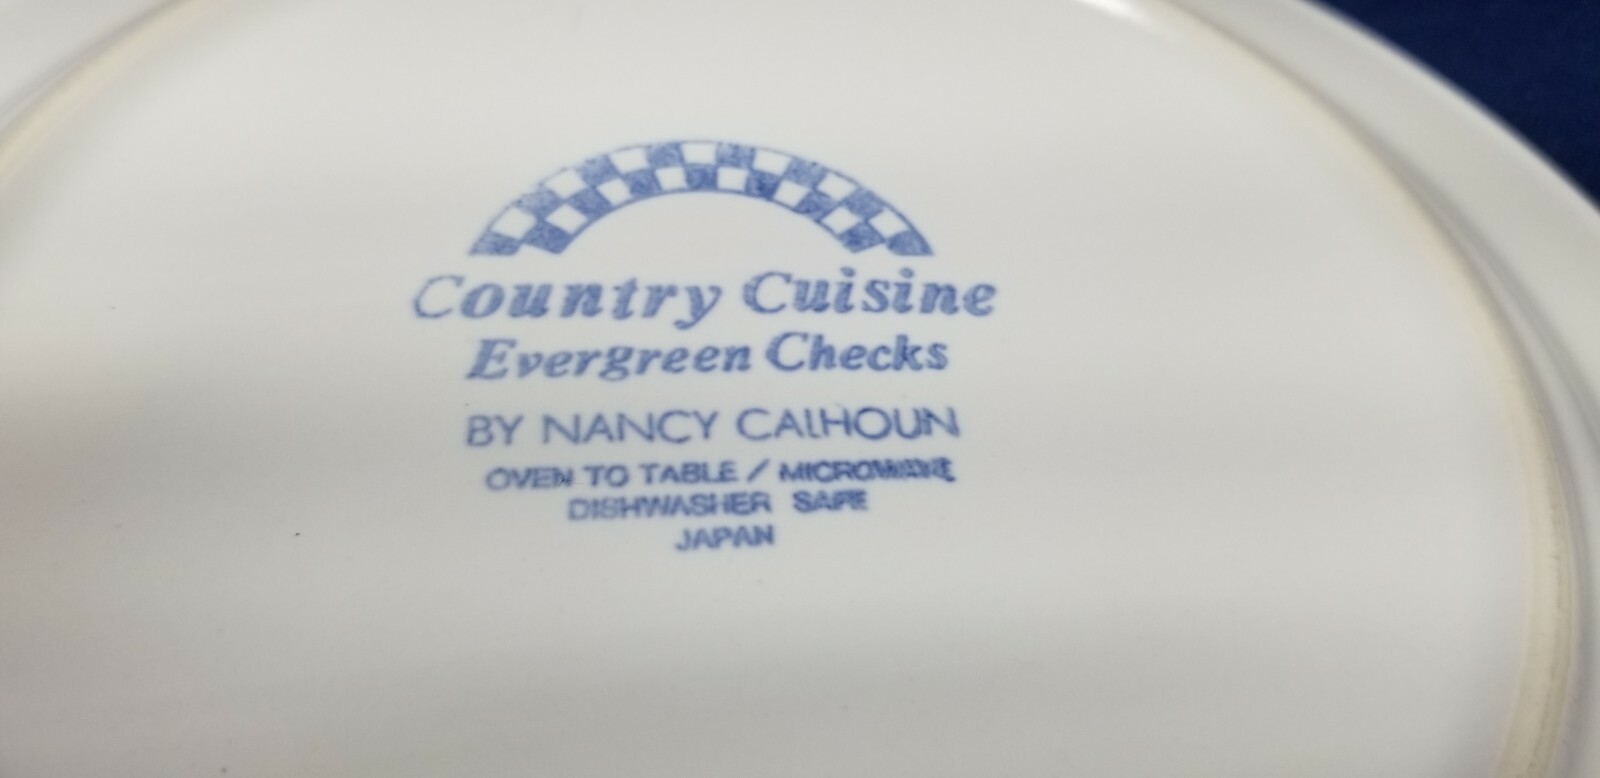 Country Cuisine
Evergreen Checks
BY NANCY CALHOUN
OVEN TO TABLE / MICROWAVE
DISHWASHER SAFE
JAPAN